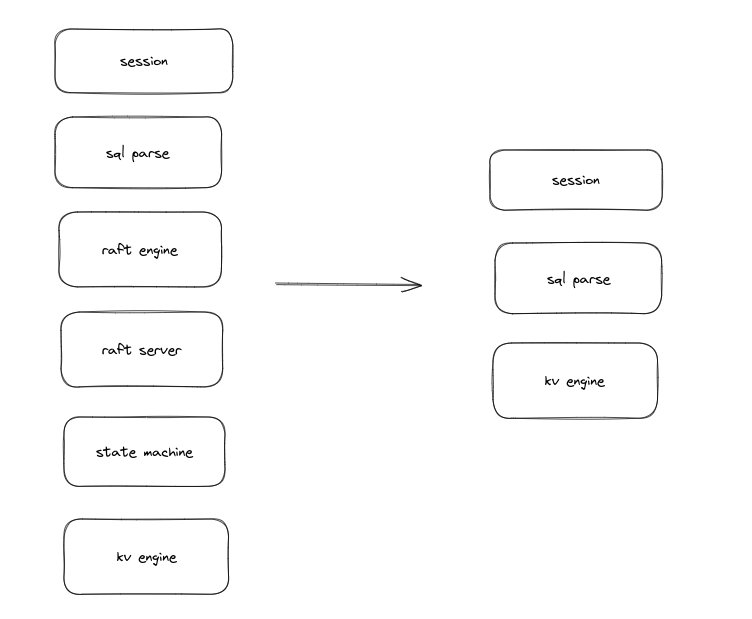 session
sql parse
raft engine
raft server
state machine
kv engine
session
sql parse
kv engine